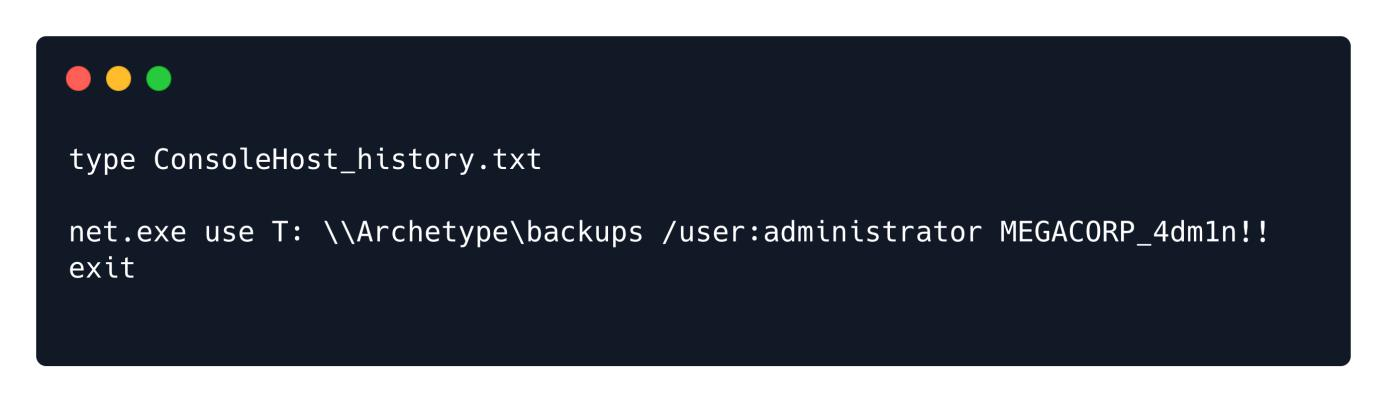 type ConsoleHost_history.txt
net.exe use T: \\Archetype\backups /user:administrator MEGACORP_4dm1n!!
exit